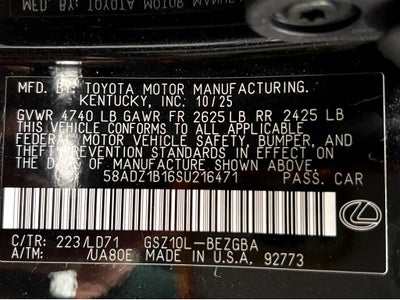 MFD. BY: TOYOTA MOTOR MANUFACTURING.
KENTUCKY, INC. 10/25
GVWR 4740 LB GAWR FR 2625 LB RR 2425 LB
THIS VEHICLE CONFORMS TO ALL APPLICABLE
FEDERAL MOTOR VEHICLE SAFETY, BUMPER, AND
THEFT PREVENTION STANDARDS IN EFFECT ON
THE DATE OF MANUFACTURE SHOWN ABOVE
58ADZ1B16SU216471 PASS. CAR
C/TR: 223/LD71 GSZ10L-BEZGBA
A/TM: /UA80E MADE IN U.S.A. 92773